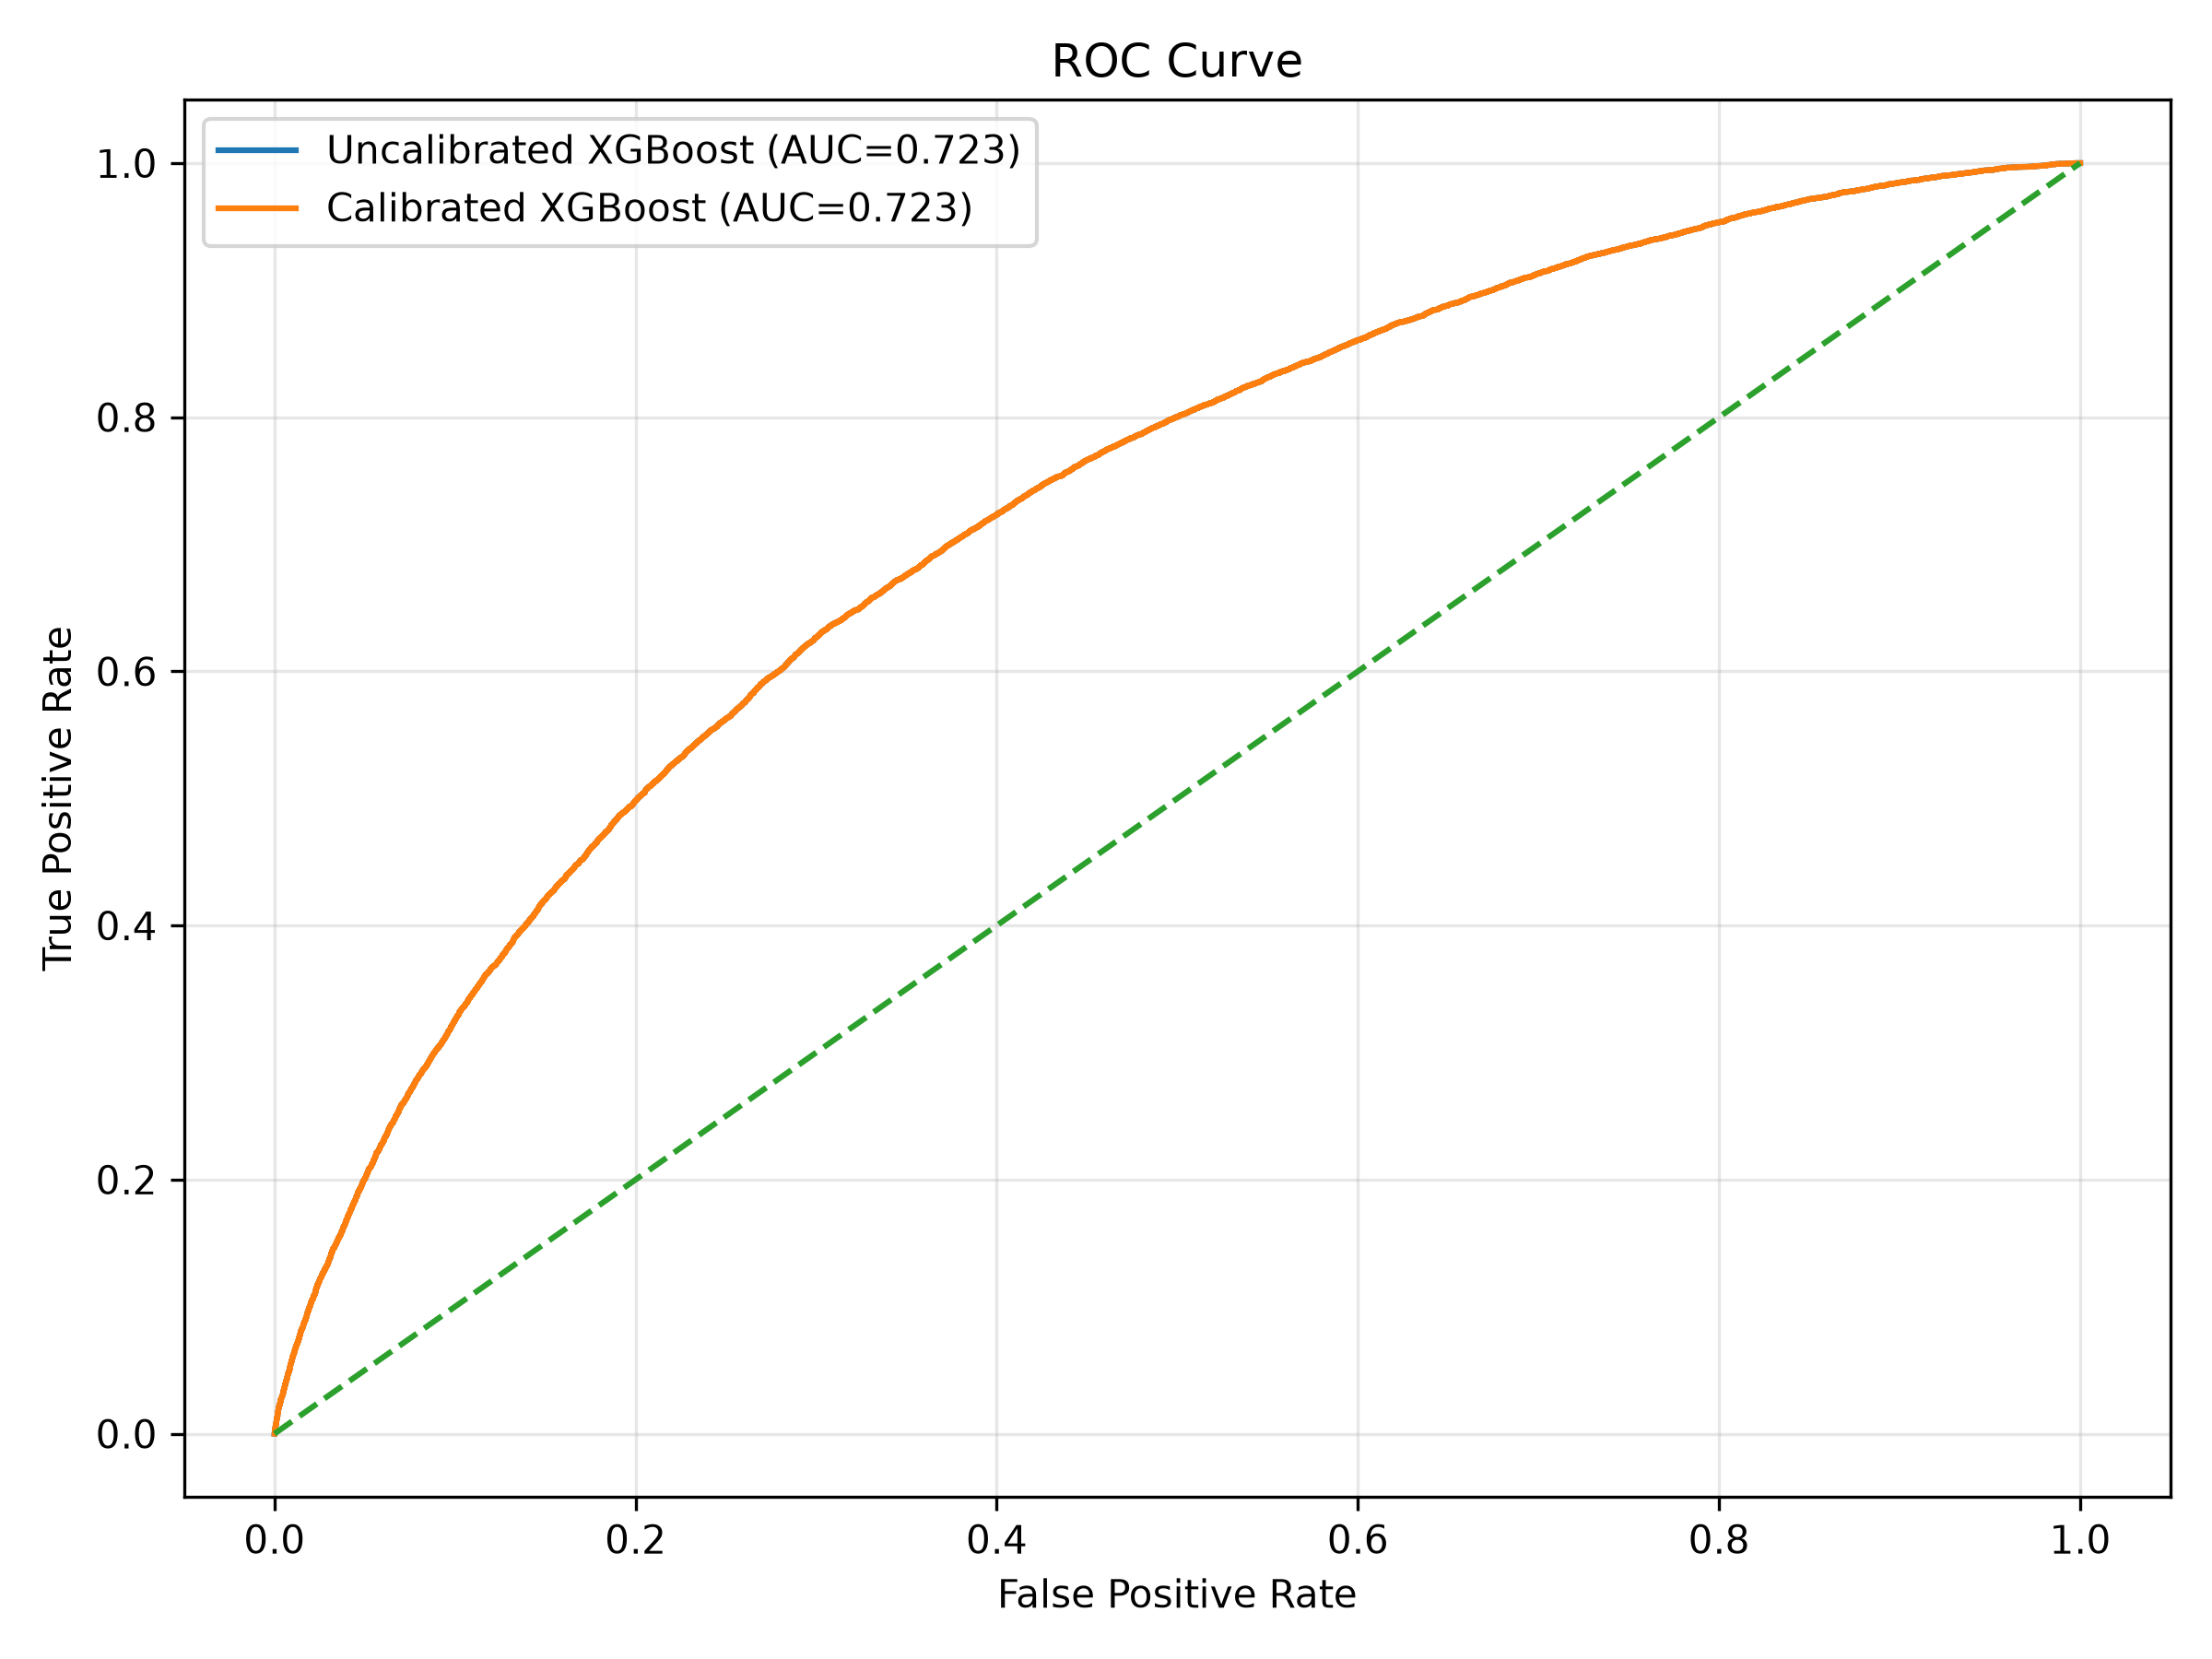 ROC Curve
Uncalibrated XGBoost (AUC=0.723)
Calibrated XGBoost (AUC=0.723)
True Positive Rate
1.0
0.8
0.6
0.4
0.2
0.0
0.0 0.2 0.4 0.6 0.8 1.0
False Positive Rate